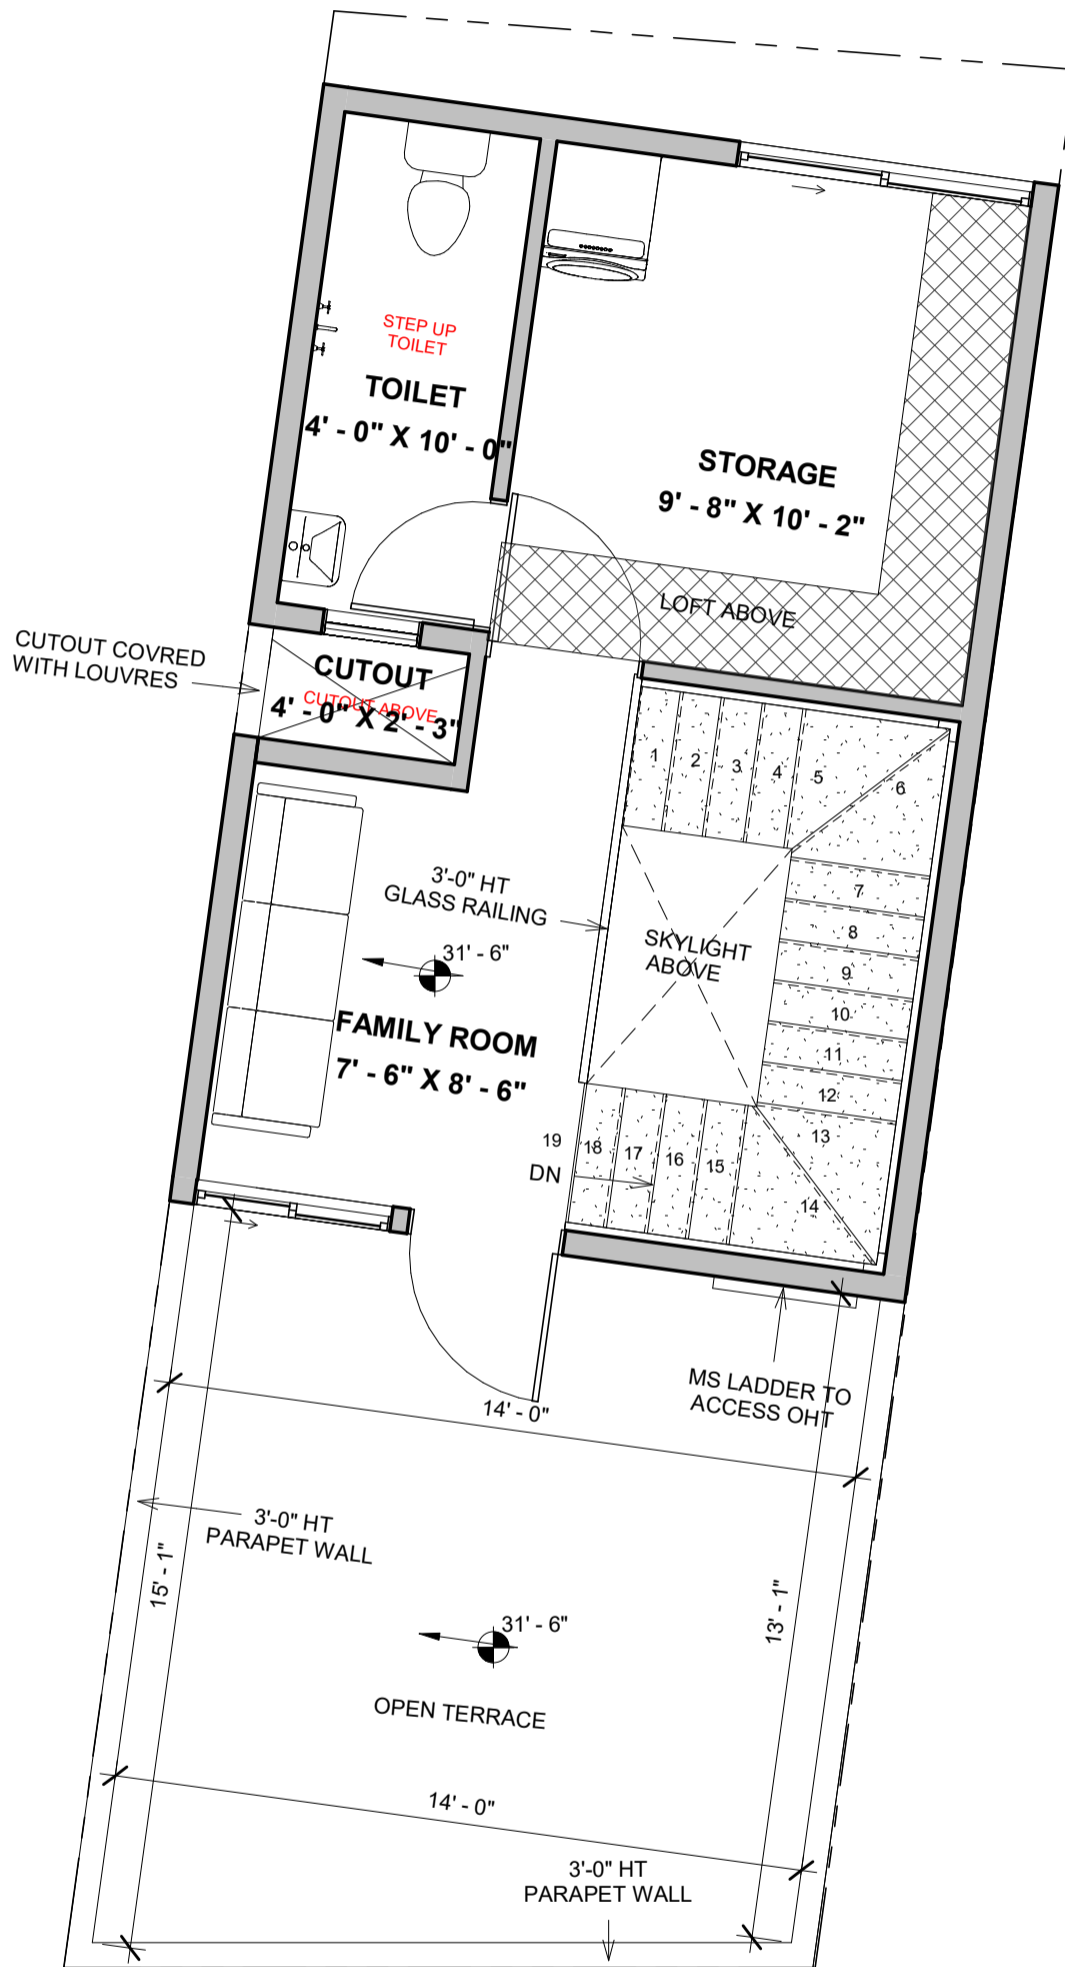 STEP UP
TOILET
TOILET
4' - 0" X 10' - 0"
STORAGE
9' - 8" X 10' - 2"
LOFT ABOVE
CUTOUT COVRED
WITH LOUVRES
CUTOUT
CUTOUT ABOVE
4' - 0" X 2' - 3"
1
2
3
4
5
6
7
8
9
10
11
12
13
14
15
16
17
18
19
DN
3'-0" HT
GLASS RAILING
SKYLIGHT
ABOVE
31' - 6"
FAMILY ROOM
7' - 6" X 8' - 6"
MS LADDER TO
ACCESS OHT
14' - 0"
3'-0" HT
PARAPET WALL
15' - 1"
13' - 1"
31' - 6"
OPEN TERRACE
14' - 0"
3'-0" HT
PARAPET WALL